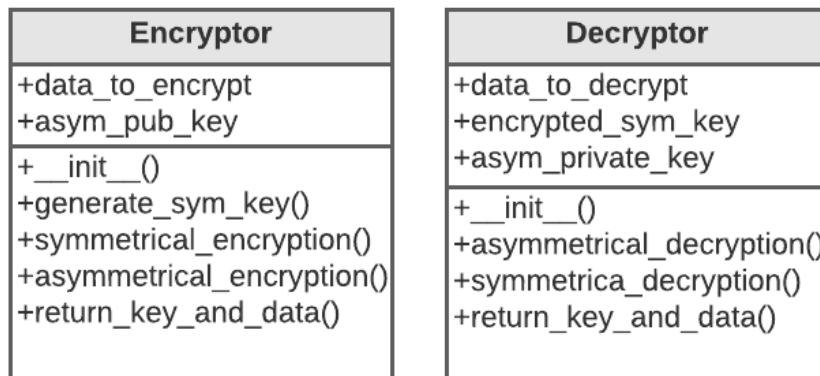 Encryptor
+data_to_encrypt
+asym_pub_key
+__init__()
+generate_sym_key()
+symmetrical_encryption()
+asymmetrical_encryption()
+return_key_and_data()
Decryptor
+data_to_decrypt
+encrypted_sym_key
+asym_private_key
+__init__()
+asymmetrical_decryption()
+symmetrica_decryption()
+return_key_and_data()